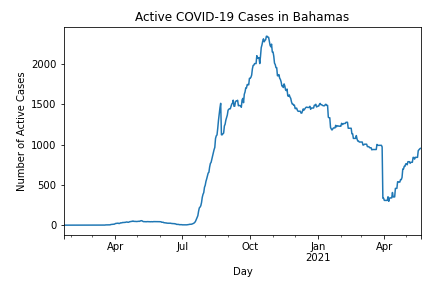 Active COVID-19 Cases in Bahamas
Number of Active Cases
2000
1500
1000
500
0
Apr
Jul
Oct
Jan
2021
Apr
Day